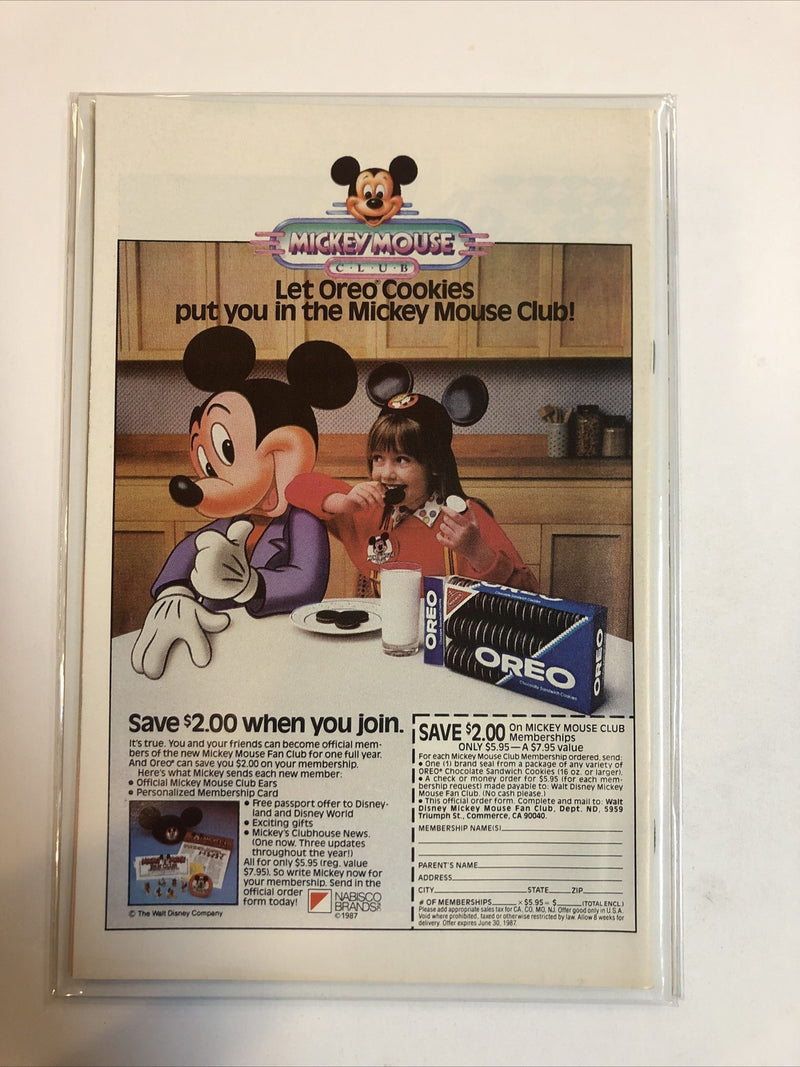 MICKEY MOUSE
C·L·U·B
Let Oreo® Cookies
put you in the Mickey Mouse Club!
OREO
OREO
OREO
OREO
Chocolate Sandwich Cookies
Chocolate Sandwich Cookies
Save $2.00 when you join.
It's true. You and your friends can become official mem-
bers of the new Mickey Mouse Fan Club for one full year.
And Oreo® can save you $2.00 on your membership.
Here's what Mickey sends each new member:
• Official Mickey Mouse Club Ears
• Personalized Membership Card
• Free passport offer to Disney-
land and Disney World
• Exciting gifts
• Mickey's Clubhouse News.
(One now. Three updates
throughout the year!)
All for only $5.95 (reg. value
$7.95). So write Mickey now for
your membership. Send in the
official order
form today!
NABISCO
BRANDS
©1987
© The Walt Disney Company
SAVE $2.00 On MICKEY MOUSE CLUB
Memberships
ONLY $5.95—A $7.95 value
For each Mickey Mouse Club Membership ordered, send:
• One (1) brand seal from a package of any variety of
OREO® Chocolate Sandwich Cookies (16 oz. or larger).
• A check or money order for $5.95 (for each mem-
bership request) made payable to: Walt Disney Mickey
Mouse Fan Club. (No cash please.)
• This official order form. Complete and mail to: Walt
Disney Mickey Mouse Fan Club, Dept. ND, 5959
Triumph St., Commerce, CA 90040.
MEMBERSHIP NAME(S)
PARENT'S NAME
ADDRESS
CITY STATE ZIP
# OF MEMBERSHIPS x $5.95 = $ (TOTAL ENCL.)
Please add appropriate sales tax for CA, CO, MO, NJ. Offer good only in U.S.A.
Void where prohibited, taxed or otherwise restricted by law. Allow 8 weeks for
delivery. Offer expires June 30, 1987.